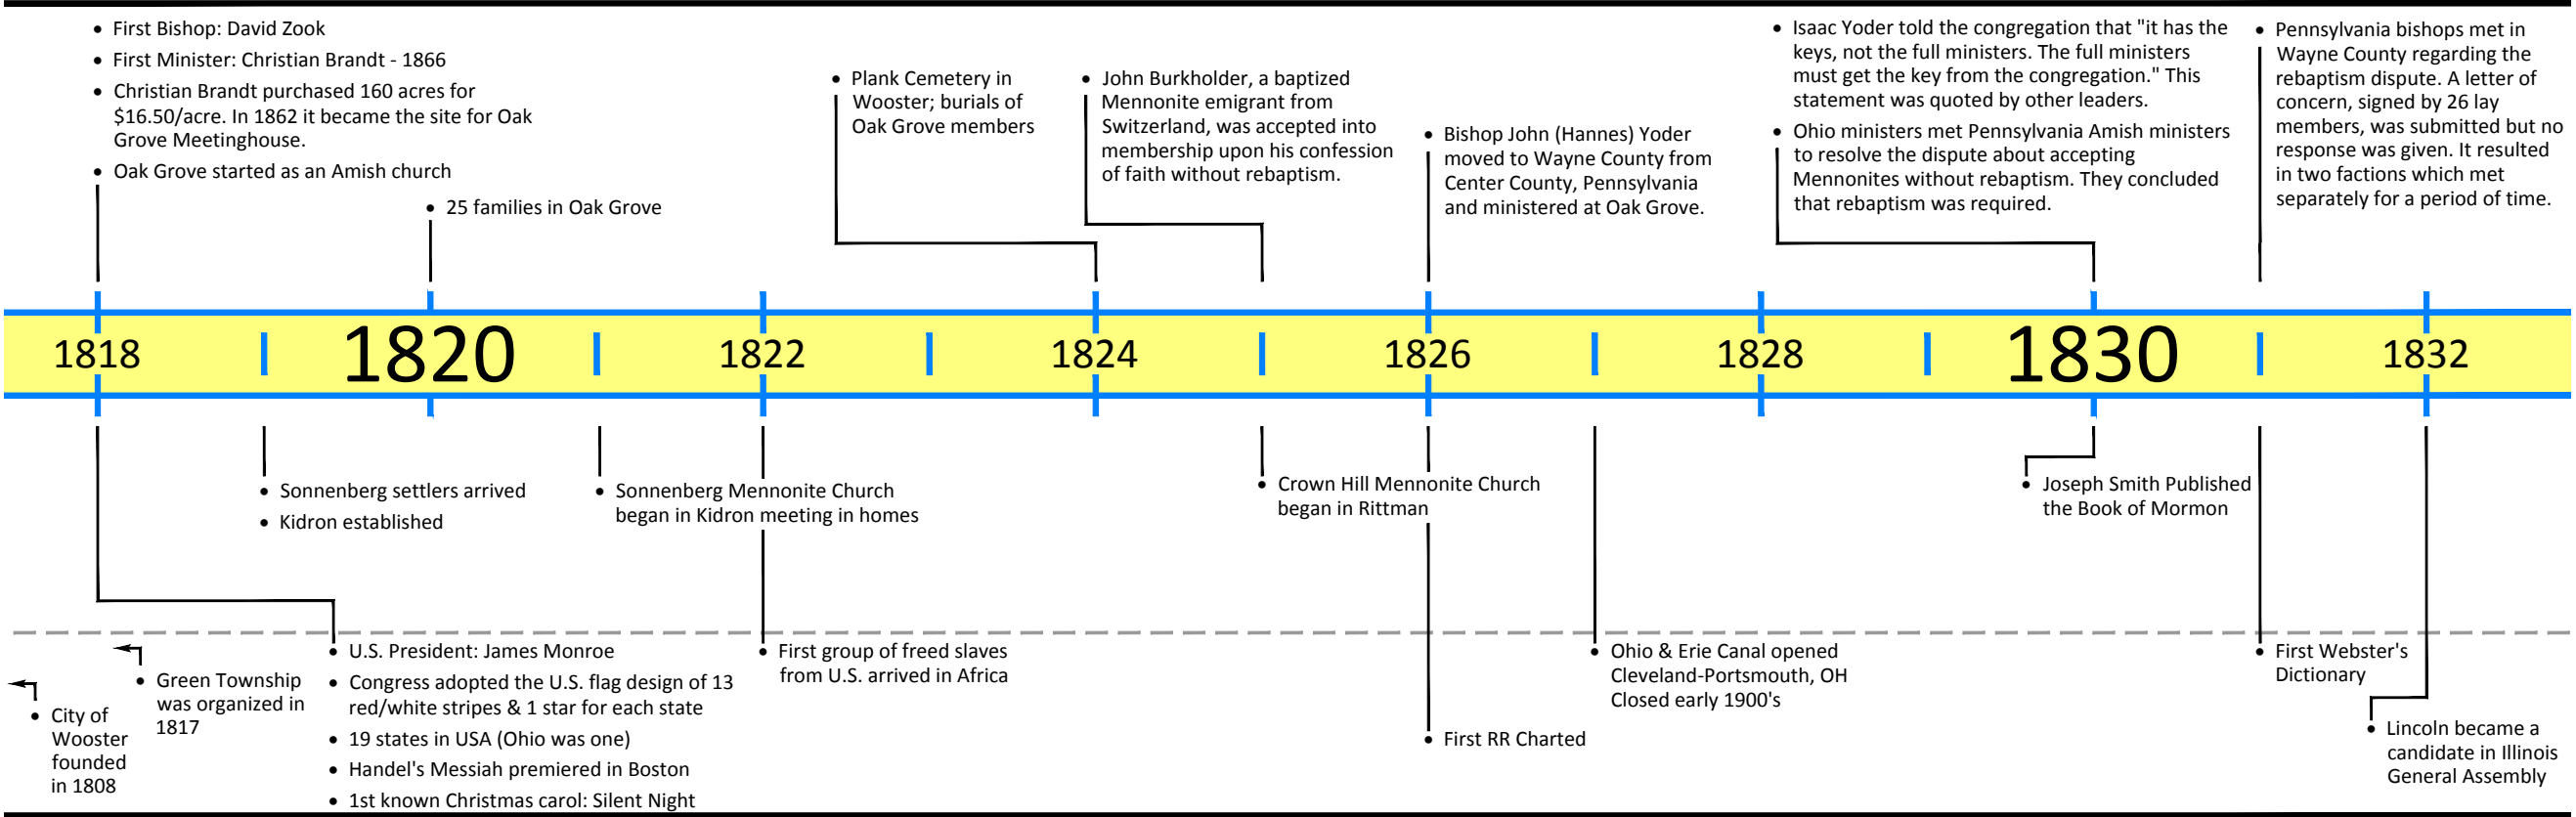 • First Bishop: David Zook
• First Minister: Christian Brandt - 1866
• Christian Brandt purchased 160 acres for
$16.50/acre. In 1862 it became the site for Oak
Grove Meetinghouse.
• Oak Grove started as an Amish church
• 25 families in Oak Grove
• Plank Cemetery in
Wooster; burials of
Oak Grove members
• John Burkholder, a baptized
Mennonite emigrant from
Switzerland, was accepted into
membership upon his confession
of faith without rebaptism.
• Bishop John (Hannes) Yoder
moved to Wayne County from
Center County, Pennsylvania
and ministered at Oak Grove.
• Isaac Yoder told the congregation that "it has the
keys, not the full ministers. The full ministers
must get the key from the congregation." This
statement was quoted by other leaders.
• Ohio ministers met Pennsylvania Amish ministers
to resolve the dispute about accepting
Mennonites without rebaptism. They concluded
that rebaptism was required.
• Pennsylvania bishops met in
Wayne County regarding the
rebaptism dispute. A letter of
concern, signed by 26 lay
members, was submitted but no
response was given. It resulted
in two factions which met
separately for a period of time.
1818
1820
1822
1824
1826
1828
1830
1832
• Sonnenberg settlers arrived
• Kidron established
• Sonnenberg Mennonite Church
began in Kidron meeting in homes
• Crown Hill Mennonite Church
began in Rittman
• Joseph Smith Published
the Book of Mormon
• City of
Wooster
founded
in 1808
• Green Township
was organized in
1817
• U.S. President: James Monroe
• Congress adopted the U.S. flag design of 13
red/white stripes & 1 star for each state
• 19 states in USA (Ohio was one)
• Handel's Messiah premiered in Boston
• 1st known Christmas carol: Silent Night
• First group of freed slaves
from U.S. arrived in Africa
• First RR Charted
• Ohio & Erie Canal opened
Cleveland-Portsmouth, OH
Closed early 1900's
• First Webster's
Dictionary
• Lincoln became a
candidate in Illinois
General Assembly